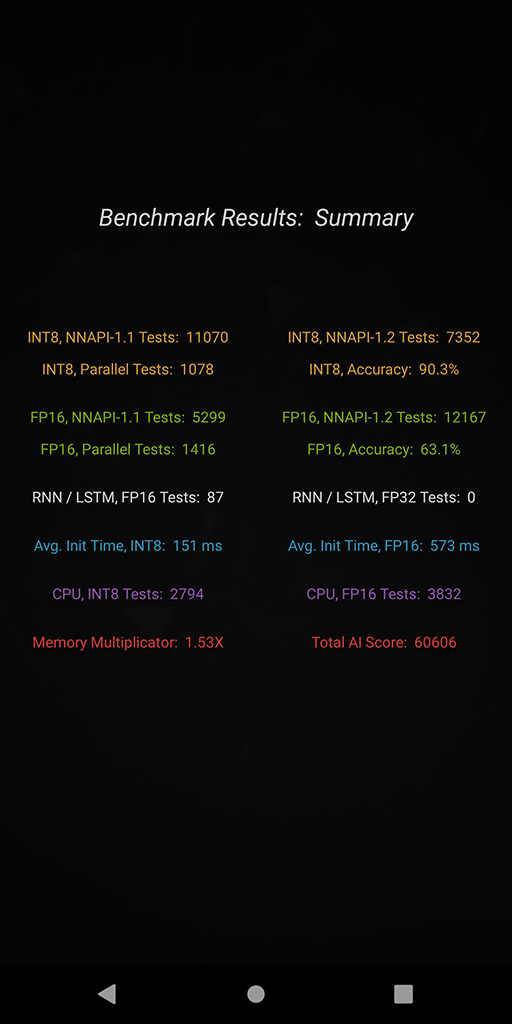 Benchmark Results: Summary
INT8, NNAPI-1.1 Tests: 11070
INT8, NNAPI-1.2 Tests: 7352
INT8, Parallel Tests: 1078
INT8, Accuracy: 90.3%
FP16, NNAPI-1.1 Tests: 5299
FP16, NNAPI-1.2 Tests: 12167
FP16, Parallel Tests: 1416
FP16, Accuracy: 63.1%
RNN / LSTM, FP16 Tests: 87
RNN / LSTM, FP32 Tests: 0
Avg. Init Time, INT8: 151 ms
Avg. Init Time, FP16: 573 ms
CPU, INT8 Tests: 2794
CPU, FP16 Tests: 3832
Memory Multiplicator: 1.53X
Total AI Score: 60606